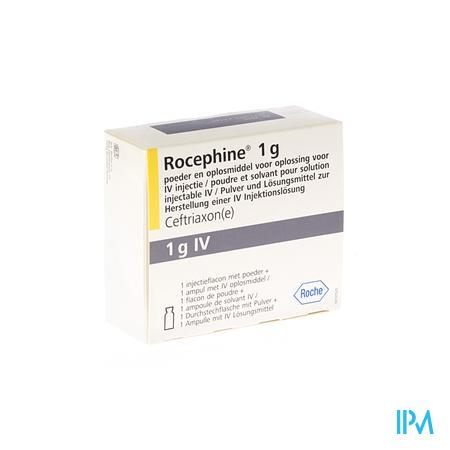 Rocephine® 1 g
poeder en oplosmiddel voor oplossing voor
IV injectie / poudre et solvant pour solution
injectable IV / Pulver und Lösungsmittel zur
Herstellung einer IV Injektionslösung
Ceftriaxon(e)
1 g IV
1 injectieflacon met poeder +
1 ampul met IV oplosmiddel /
1 flacon de poudre +
1 ampoule de solvant IV /
1 Durchstechflasche mit Pulver +
1 Ampulle mit IV Lösungsmittel
Roche
IPM